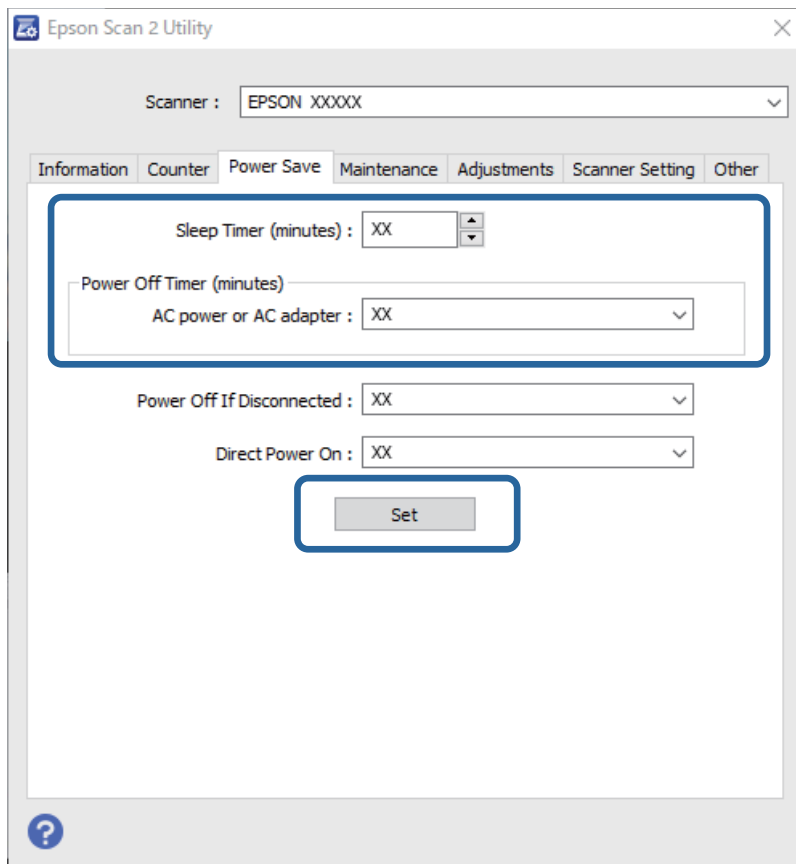 Epson Scan 2 Utility
Scanner : EPSON XXXXX
Information Counter Power Save Maintenance Adjustments Scanner Setting Other
Sleep Timer (minutes) : XX
Power Off Timer (minutes)
AC power or AC adapter : XX
Power Off If Disconnected : XX
Direct Power On : XX
Set
?